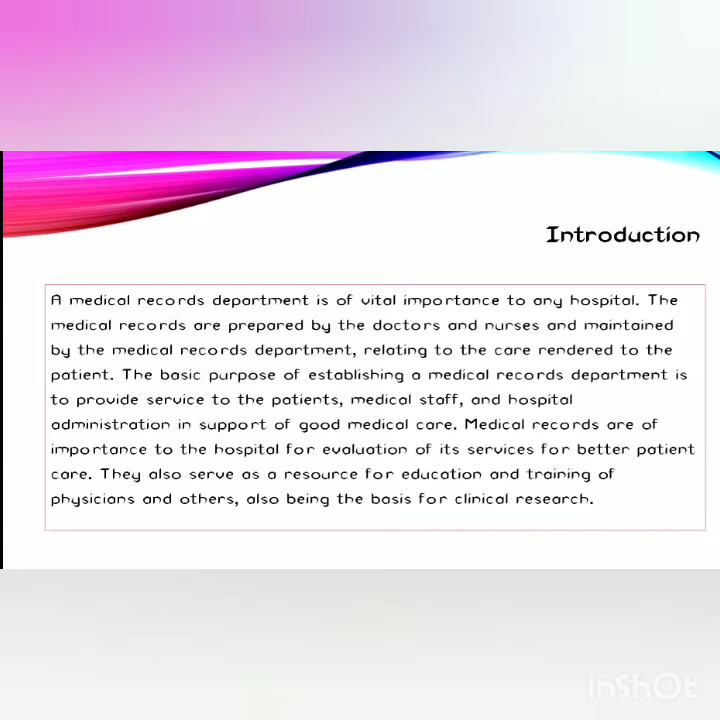 Introduction
A medical records department is of vital importance to any hospital. The
medical records are prepared by the doctors and nurses and maintained
by the medical records department, relating to the care rendered to the
patient. The basic purpose of establishing a medical records department is
to provide service to the patients, medical staff, and hospital
administration in support of good medical care. Medical records are of
importance to the hospital for evaluation of its services for better patient
care. They also serve as a resource for education and training of
physicians and others, also being the basis for clinical research.
InShOt